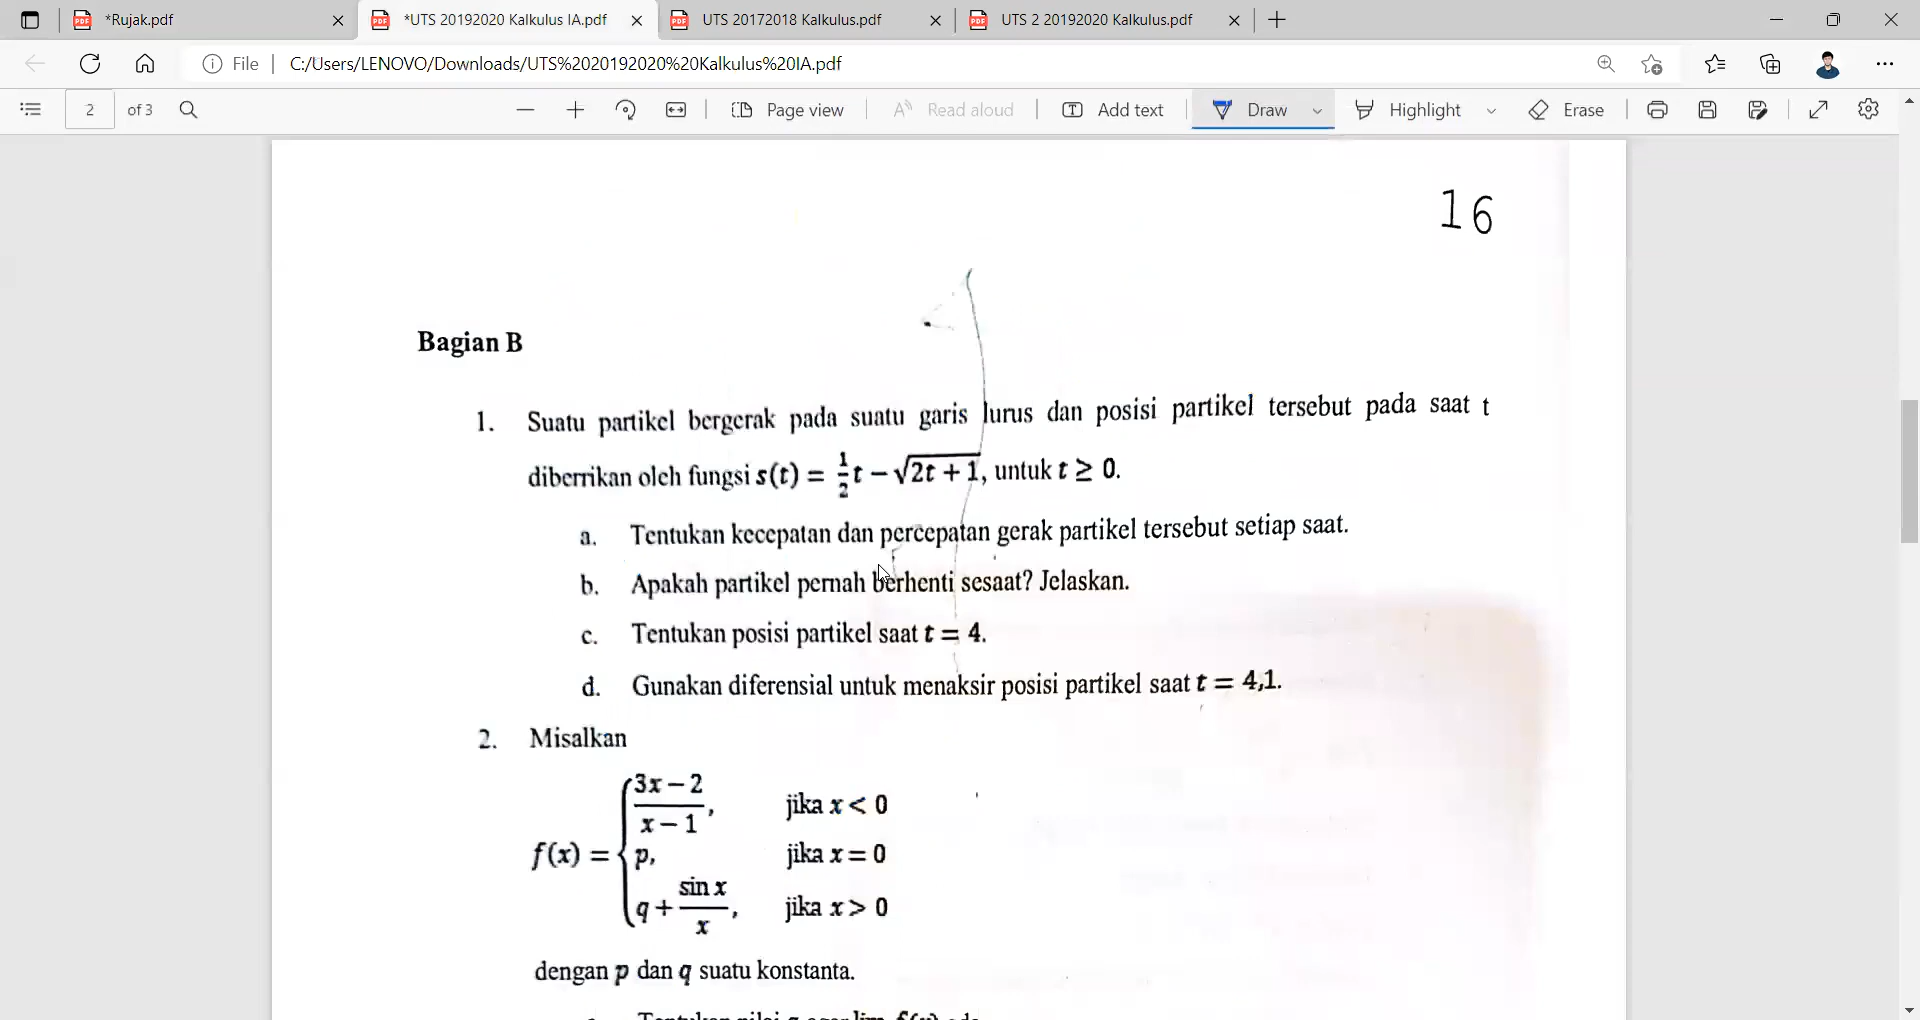 *Rujak.pdf
*UTS 20192020 Kalkulus IA.pdf
UTS 20172018 Kalkulus.pdf
UTS 2 20192020 Kalkulus.pdf
File
C:/Users/LENOVO/Downloads/UTS%2020192020%20Kalkulus%20IA.pdf
2 of 3
Page view
Read aloud
Add text
Draw
Highlight
Erase
16
Bagian B
1. Suatu partikel bergerak pada suatu garis lurus dan posisi partikel tersebut pada saat t
diberrikan oleh fungsi s(t) = 1/2 t − √(2t + 1), untuk t ≥ 0.
a. Tentukan kecepatan dan percepatan gerak partikel tersebut setiap saat.
b. Apakah partikel pernah berhenti sesaat? Jelaskan.
c. Tentukan posisi partikel saat t = 4.
d. Gunakan diferensial untuk menaksir posisi partikel saat t = 4,1.
2. Misalkan
3x − 2
x − 1 , jika x < 0
f(x) = { p, jika x = 0
q + sin x / x , jika x > 0
dengan p dan q suatu konstanta.